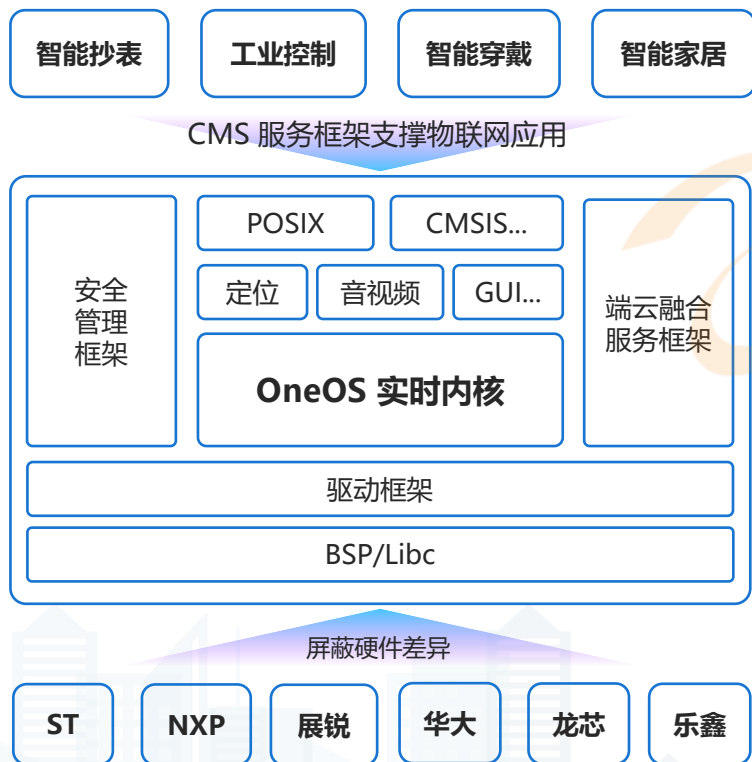 智能抄表 工业控制 智能穿戴 智能家居
CMS 服务框架支撑物联网应用
安全
管理
框架
POSIX CMSIS...
定位 音视频 GUI...
OneOS 实时内核
端云融合
服务框架
驱动框架
BSP/Libc
屏蔽硬件差异
ST NXP 展锐 华大 龙芯 乐鑫